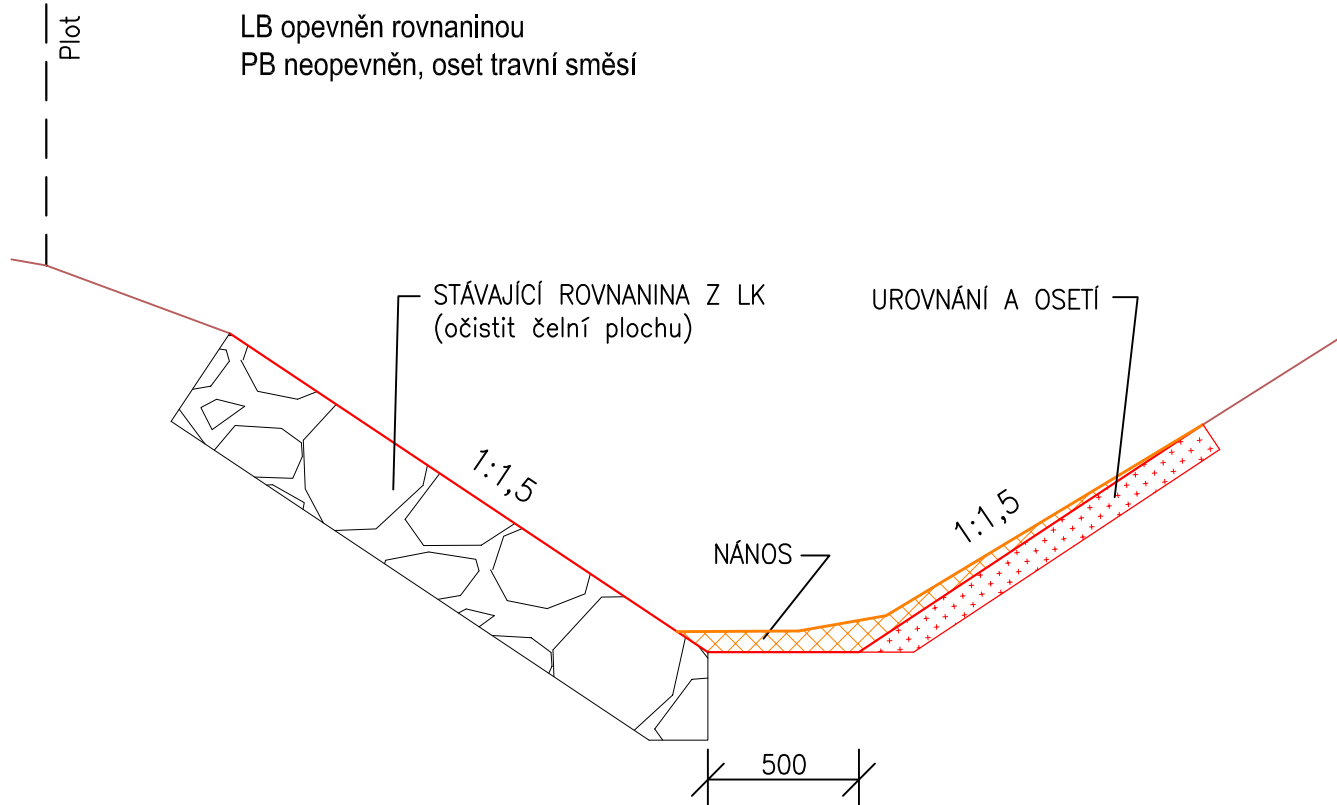 Plot
LB opevněn rovnaninou
PB neopevněn, oset travní směsí
STÁVAJÍCÍ ROVNANINA Z LK
(očistit čelní plochu)
UROVNÁNÍ A OSETÍ
1:1,5
1:1,5
NÁNOS
500